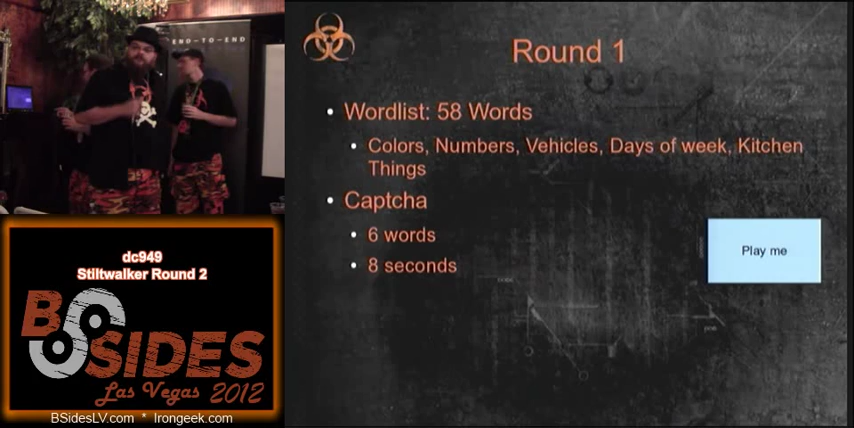 END-TO-END
dc949
Stiltwalker Round 2
BSIDES
Las Vegas 2012
BSidesLV.com * Irongeek.com
Round 1
• Wordlist: 58 Words
• Colors, Numbers, Vehicles, Days of week, Kitchen
Things
• Captcha
• 6 words
• 8 seconds
Play me